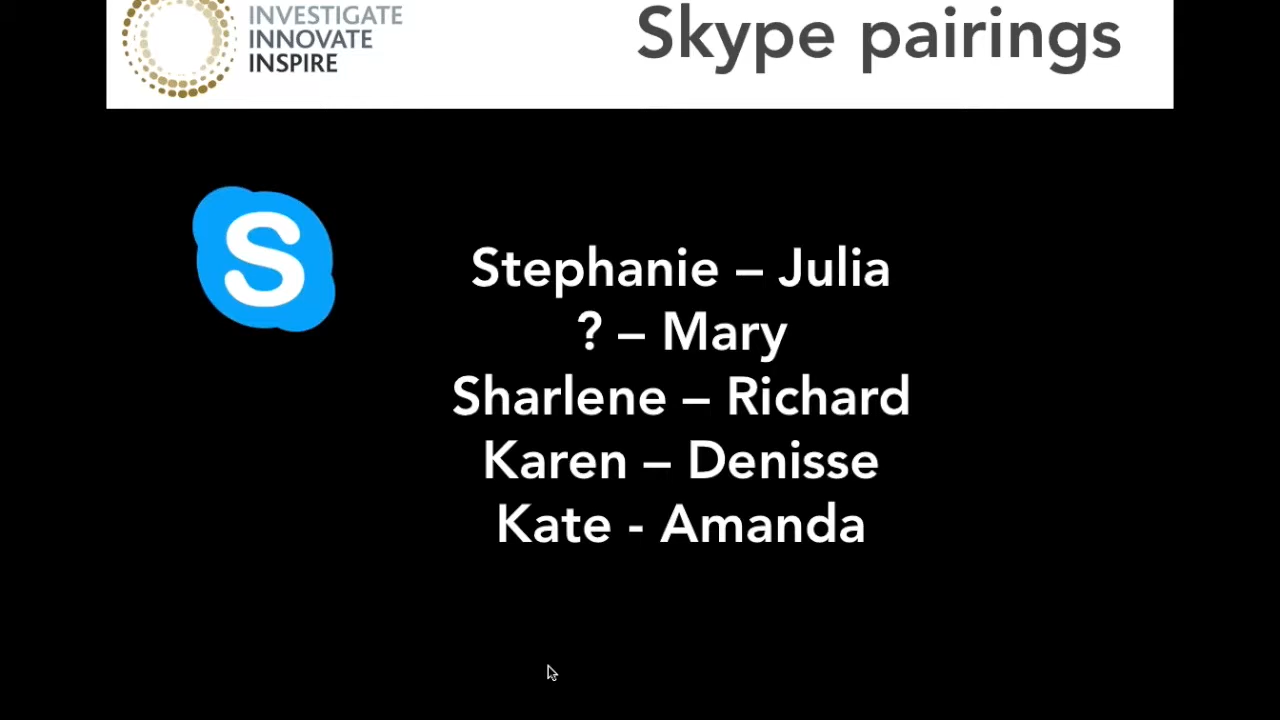 INVESTIGATE
INNOVATE
INSPIRE
Skype pairings
S
Stephanie – Julia
? – Mary
Sharlene – Richard
Karen – Denisse
Kate - Amanda